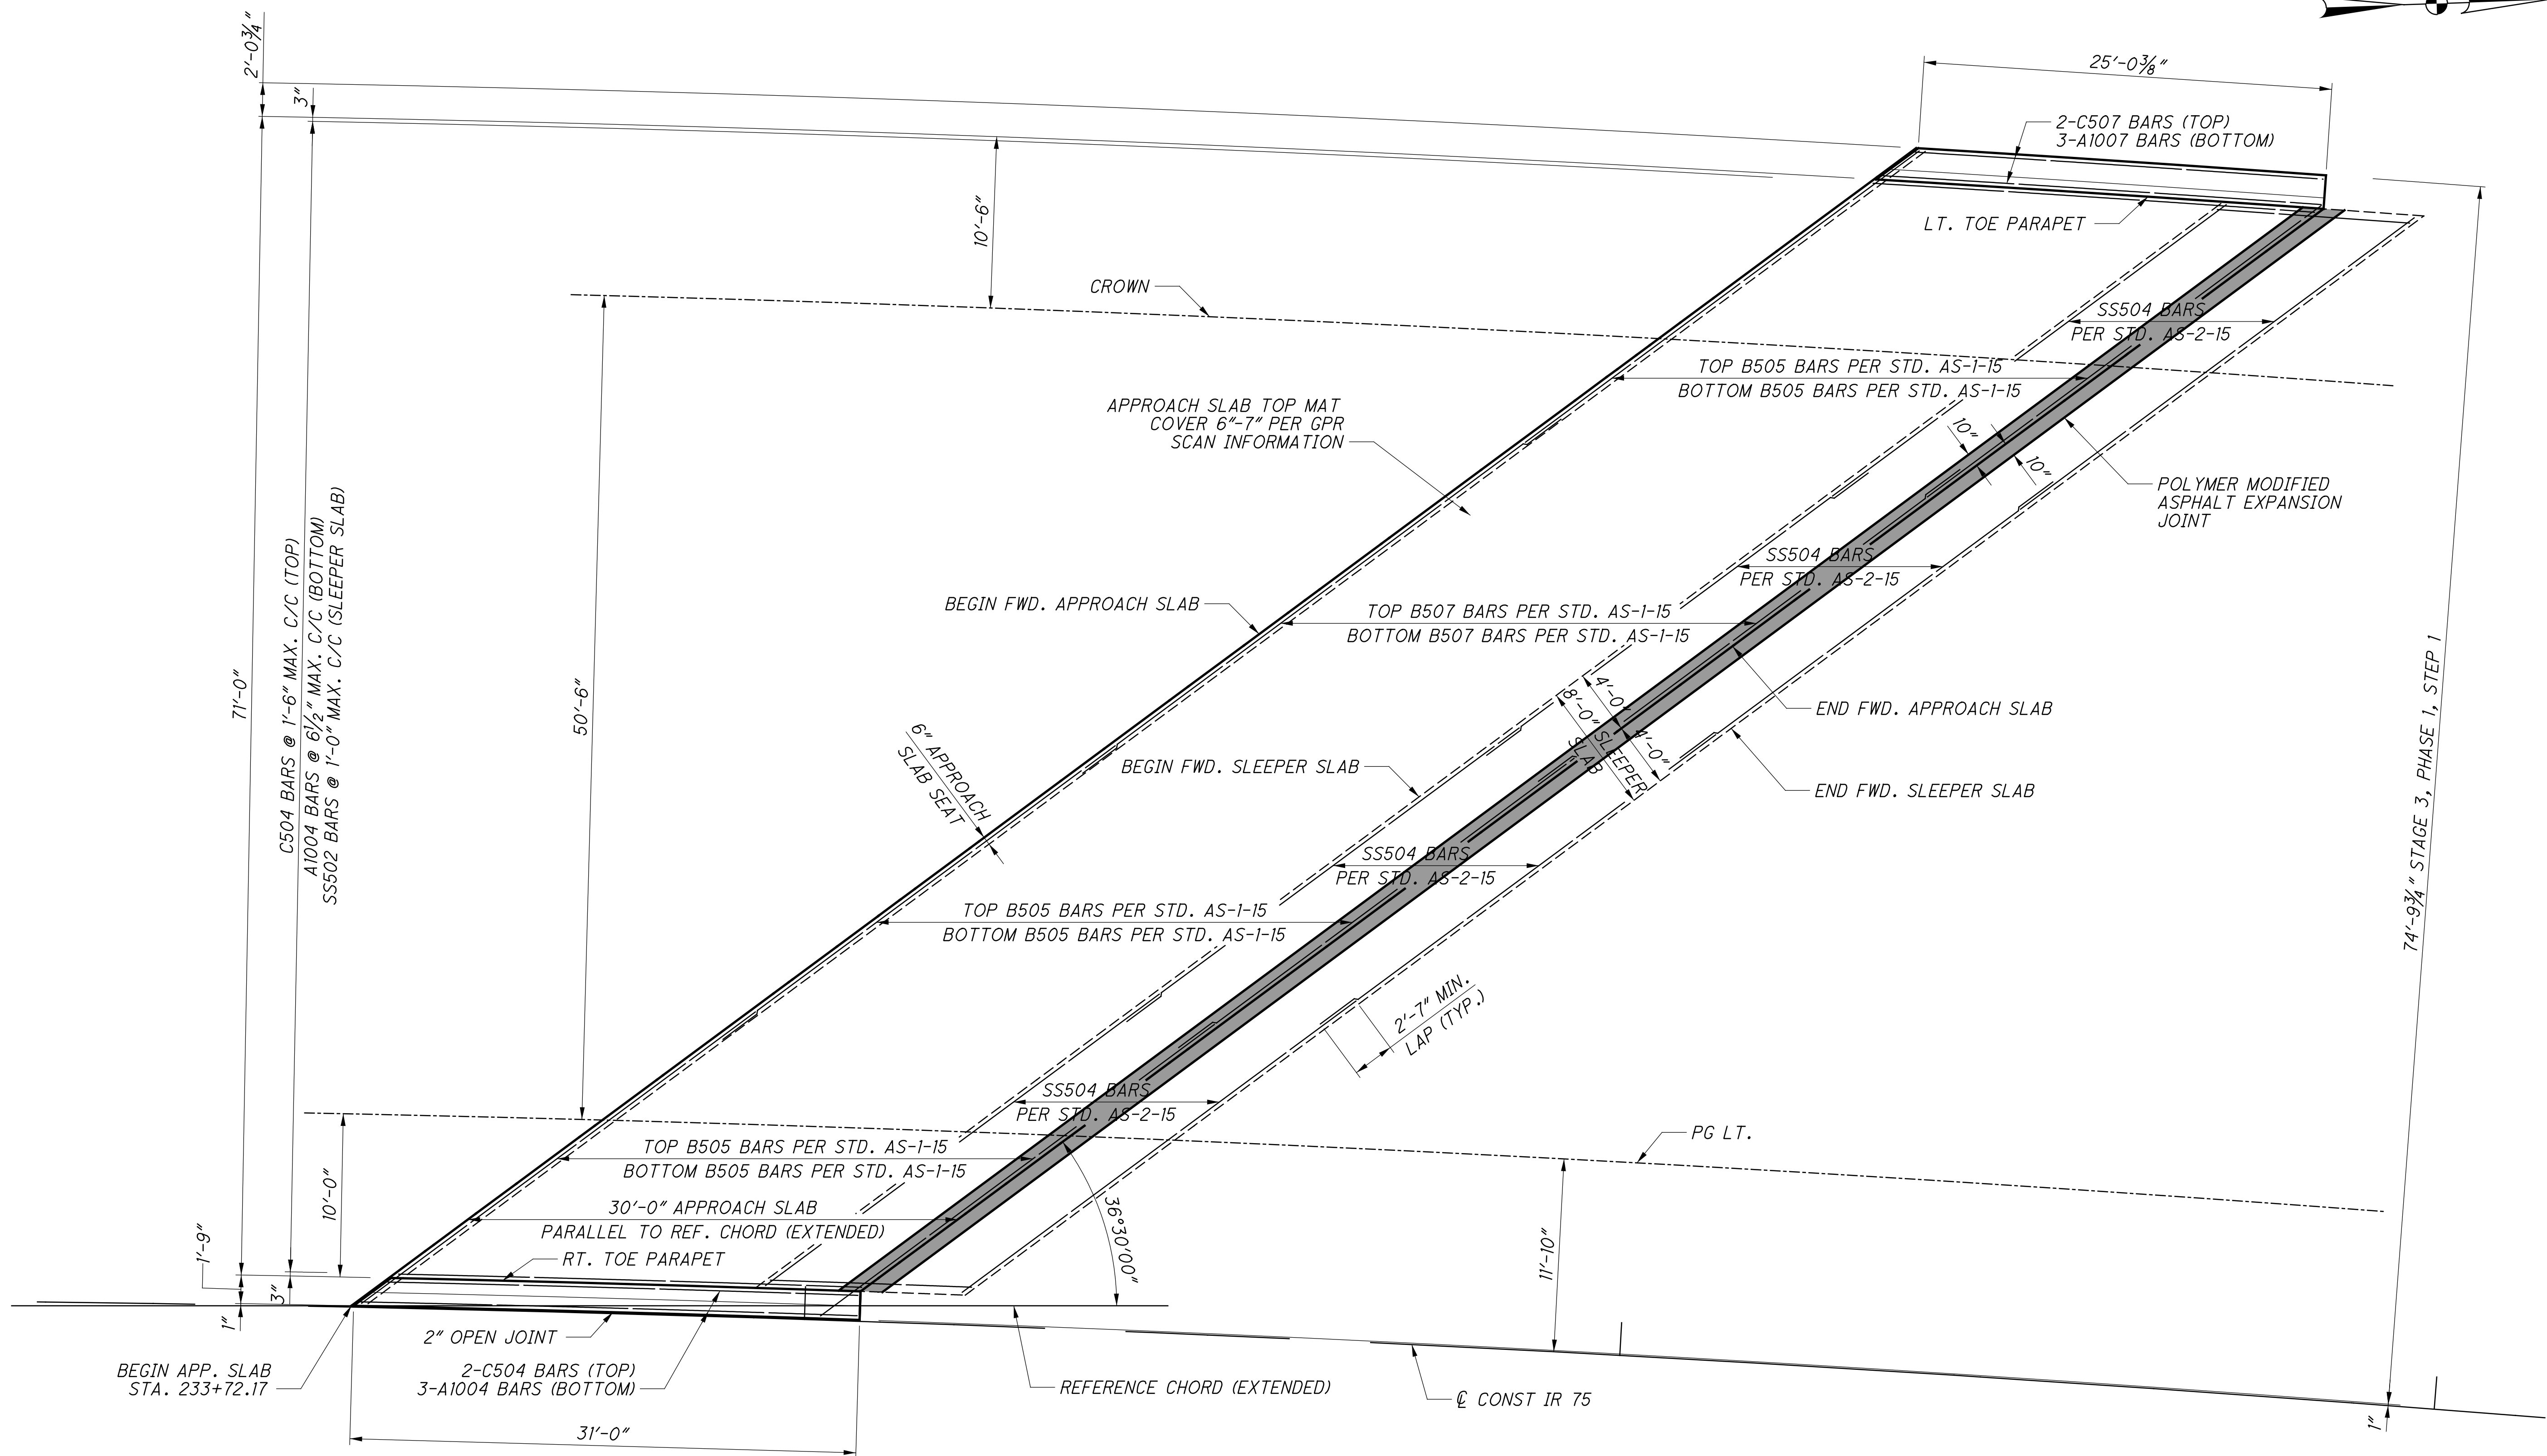 2'-0¾"
3"
25'-0⅜"
2-C507 BARS (TOP)
3-A1007 BARS (BOTTOM)
LT. TOE PARAPET
10'-6"
CROWN
SS504 BARS
PER STD. AS-2-15
TOP B505 BARS PER STD. AS-1-15
BOTTOM B505 BARS PER STD. AS-1-15
APPROACH SLAB TOP MAT
COVER 6"-7" PER GPR
SCAN INFORMATION
10"
10"
POLYMER MODIFIED
ASPHALT EXPANSION
JOINT
71'-0"
C504 BARS @ 1'-6" MAX. C/C (TOP)
A1004 BARS @ 6½" MAX. C/C (BOTTOM)
SS502 BARS @ 1'-0" MAX. C/C (SLEEPER SLAB)
50'-6"
SS504 BARS
PER STD. AS-2-15
BEGIN FWD. APPROACH SLAB
TOP B507 BARS PER STD. AS-1-15
BOTTOM B507 BARS PER STD. AS-1-15
74'-9¾" STAGE 3, PHASE 1, STEP 1
4'-0"
8'-0" SLEEPER
SLAB
4'-0"
END FWD. APPROACH SLAB
6" APPROACH
SLAB SEAT
BEGIN FWD. SLEEPER SLAB
END FWD. SLEEPER SLAB
SS504 BARS
PER STD. AS-2-15
TOP B505 BARS PER STD. AS-1-15
BOTTOM B505 BARS PER STD. AS-1-15
2'-7" MIN.
LAP (TYP.)
SS504 BARS
PER STD. AS-2-15
PG LT.
TOP B505 BARS PER STD. AS-1-15
BOTTOM B505 BARS PER STD. AS-1-15
10'-0"
30'-0" APPROACH SLAB
PARALLEL TO REF. CHORD (EXTENDED)
36°30'00"
11'-10"
1'-9"
RT. TOE PARAPET
3"
1"
2" OPEN JOINT
BEGIN APP. SLAB
STA. 233+72.17
2-C504 BARS (TOP)
3-A1004 BARS (BOTTOM)
REFERENCE CHORD (EXTENDED)
℄ CONST IR 75
1"
31'-0"